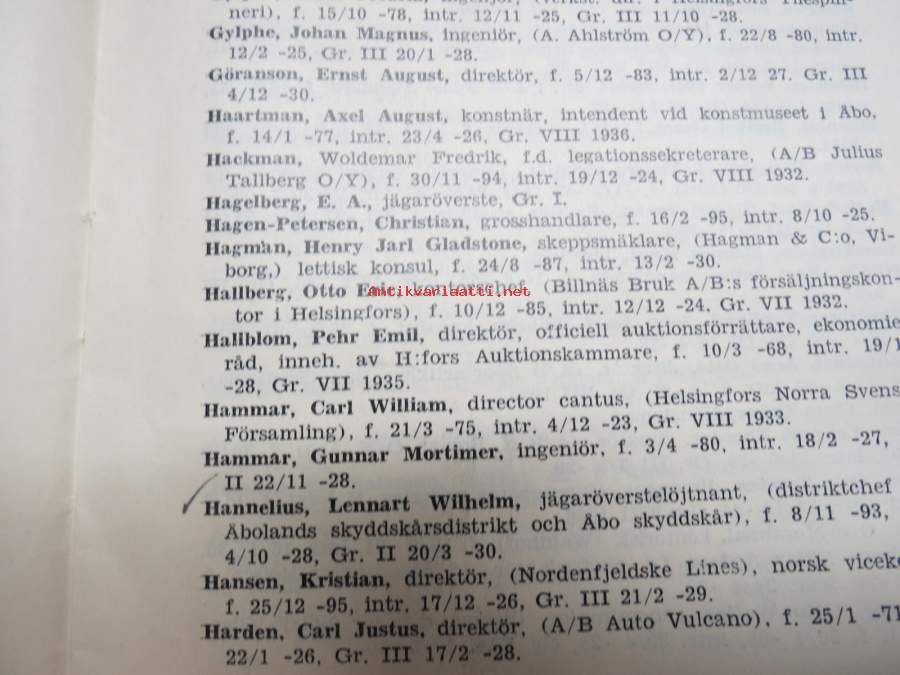 neri), f. 15/10 -78, intr. 12/11 -25, Gr. III 11/10 -28.
Gylphe, Johan Magnus, ingeniör, (A. Ahlström O/Y), f. 22/8 -80, intr.
12/2 -25, Gr. III 20/1 -28.
Göranson, Ernst August, direktör, f. 5/12 -83, intr. 2/12 27. Gr. III
4/12 -30.
Haartman, Axel August, konstnär, intendent vid konstmuseet i Åbo,
f. 14/1 -77, intr. 23/4 -26, Gr. VIII 1936.
Hackman, Woldemar Fredrik, f.d. legationssekreterare, (A/B Julius
Tallberg O/Y), f. 30/11 -94, intr. 19/12 -24, Gr. VIII 1932.
Hagelberg, E. A., jägaröverste, Gr. I.
Hagen-Petersen, Christian, grosshandlare, f. 16/2 -95, intr. 8/10 -25.
Hagman, Henry Jarl Gladstone, skeppsmäklare, (Hagman & C:o, Vi-
borg,) lettisk konsul, f. 24/8 -87, intr. 13/2 -30.
Hallberg, Otto Eric, kontorschef, (Billnäs Bruk A/B:s försäljningskon-
Antikvariaatti.net
tor i Helsingfors), f. 10/12 -85, intr. 12/12 -24. Gr. VII 1932.
Hallblom, Pehr Emil, direktör, officiell auktionsförrättare, ekonomie
råd, inneh. av H:fors Auktionskammare, f. 10/3 -68, intr. 19/1
-28, Gr. VII 1935.
Hammar, Carl William, director cantus, (Helsingfors Norra Svens
Församling), f. 21/3 -75, intr. 4/12 -23, Gr. VIII 1933.
Hammar, Gunnar Mortimer, ingeniör, f. 3/4 -80, intr. 18/2 -27,
II 22/11 -28.
Hannelius, Lennart Wilhelm, jägaröverstelöjtnant, (distriktchef
Åbolands skyddskårsdistrikt och Åbo skyddskår), f. 8/11 -93,
4/10 -28, Gr. II 20/3 -30.
Hansen, Kristian, direktör, (Nordenfjeldske Lines), norsk viceko
f. 25/12 -95, intr. 17/12 -26, Gr. III 21/2 -29.
Harden, Carl Justus, direktör, (A/B Auto Vulcano), f. 25/1 -71
22/1 -26, Gr. III 17/2 -28.